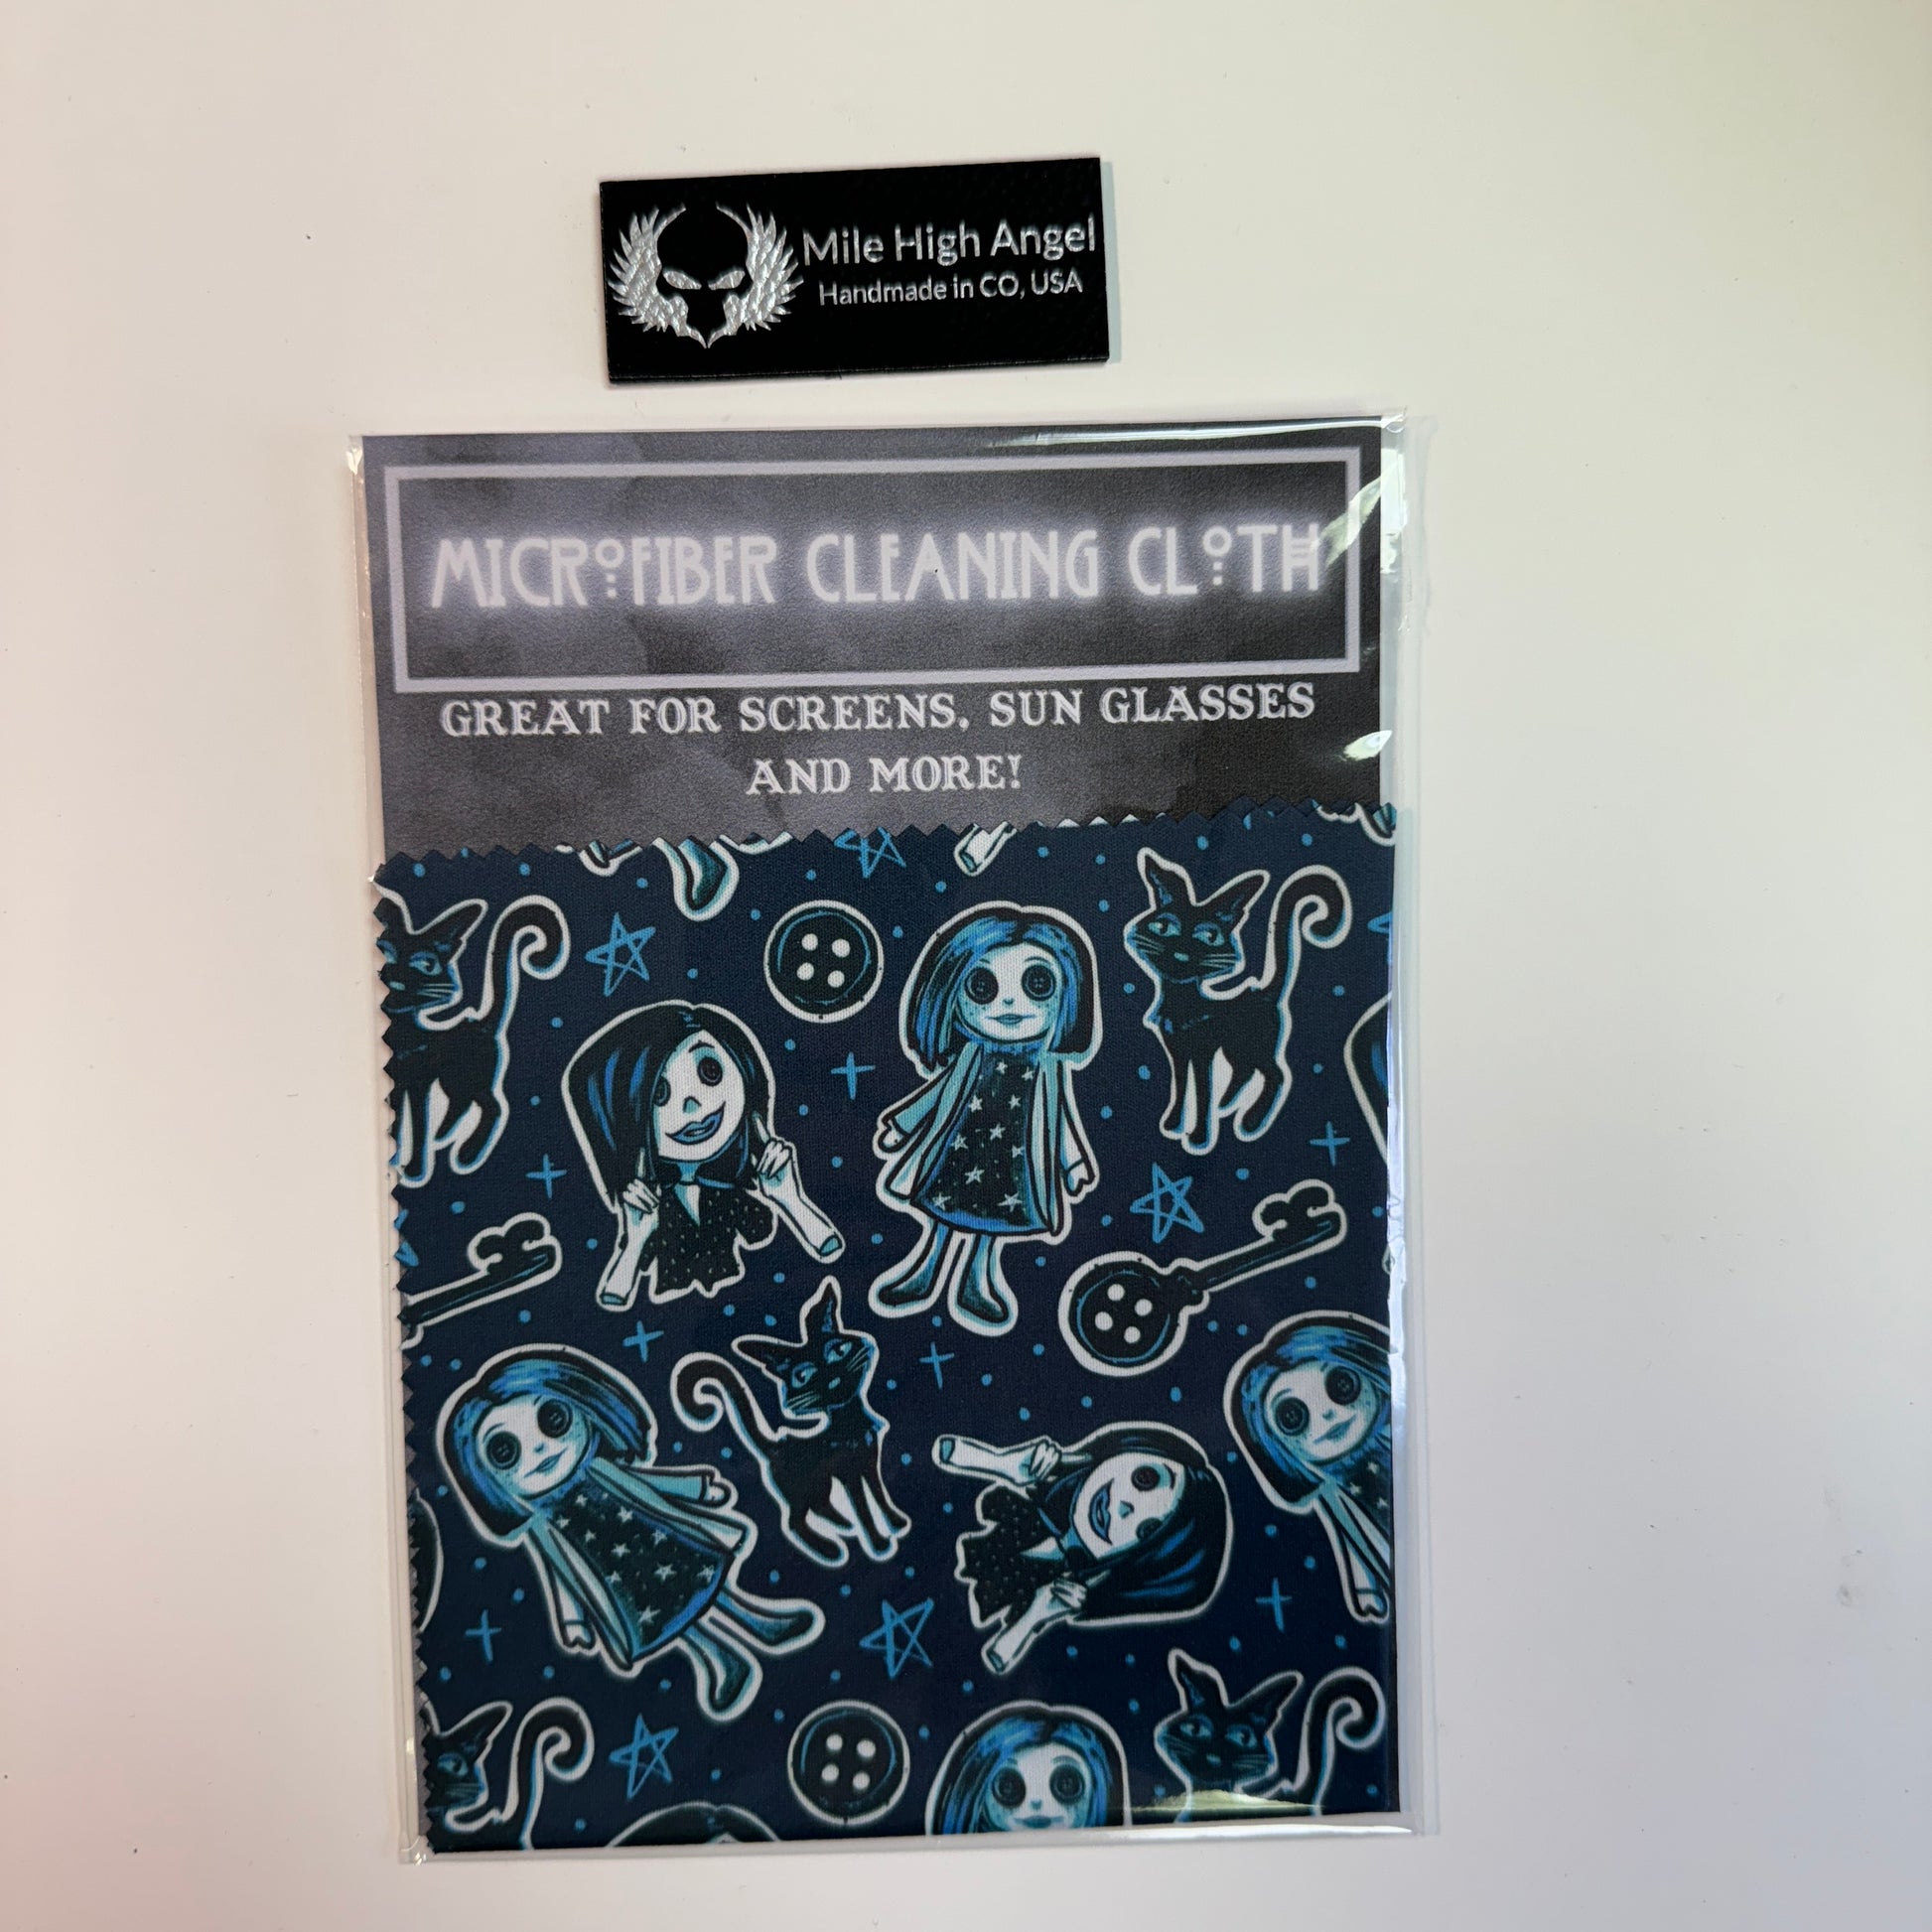 Mile High Angel
Handmade in CO, USA
MICROFIBER CLEANING CLOTH
GREAT FOR SCREENS, SUN GLASSES
AND MORE!